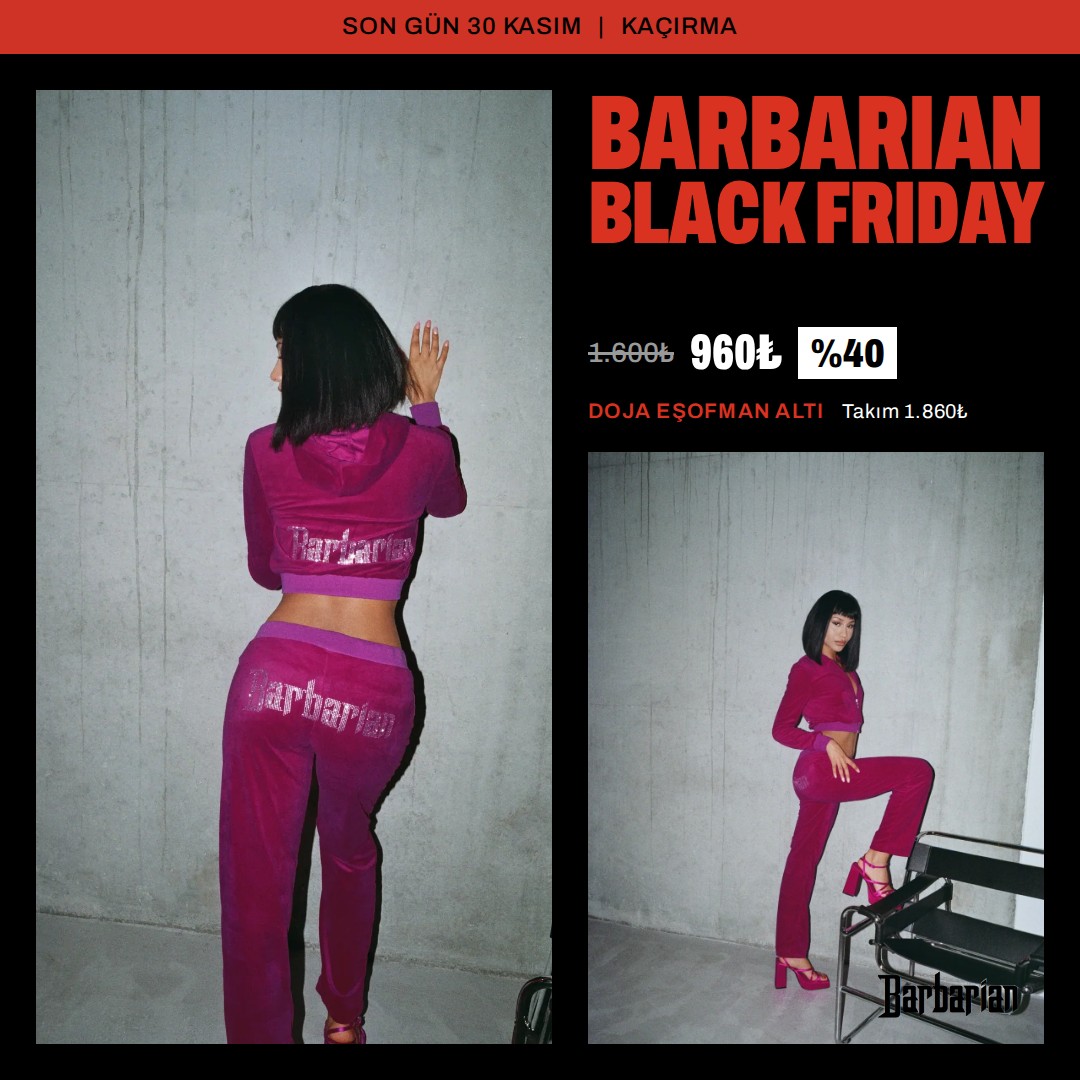 SON GÜN 30 KASIM | KAÇIRMA
BARBARIAN
BLACK FRIDAY
1.600₺ 960₺ %40
DOJA EŞOFMAN ALTI Takım 1.860₺
Barbarian
Barbarian
Barbarian